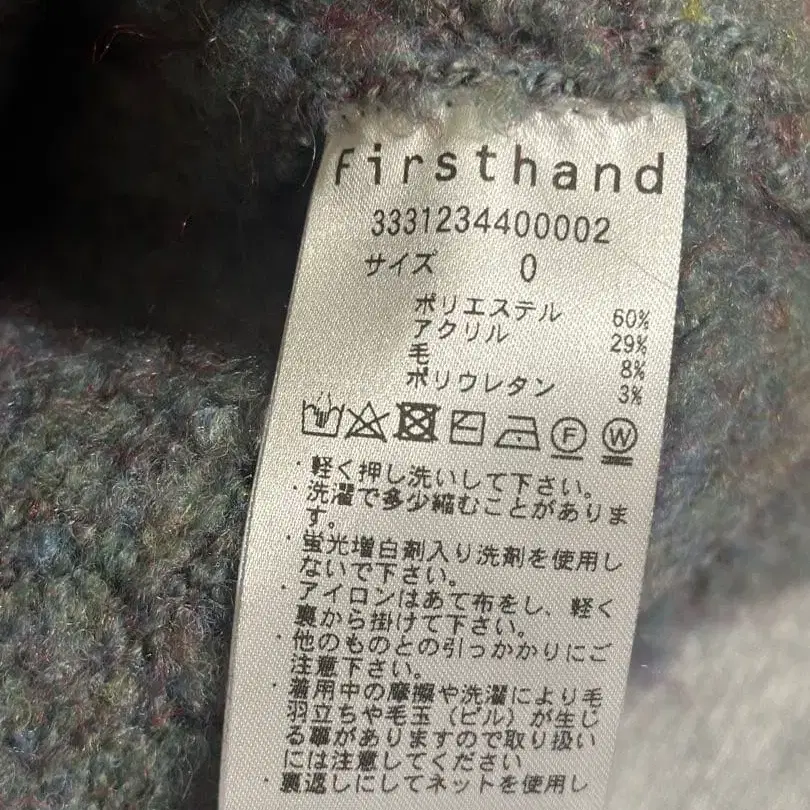 Firsthand
3331234400002
サイズ 0
ポリエステル 60%
アクリル 29%
毛 8%
ポリウレタン 3%
F W
・軽く押し洗いして下さい。
・洗濯で多少縮むことがありま
す。
・蛍光増白剤入り洗剤を使用し
ないで下さい。
・アイロンはあて布をし、軽く
裏から掛けて下さい。
・他のものとの引っかかりにご
注意下さい。
・着用中の摩擦や洗濯により毛
羽立ちや毛玉（ピル）が生じ
る事がありますので取り扱い
には注意してください
・裏返しにしてネットを使用し